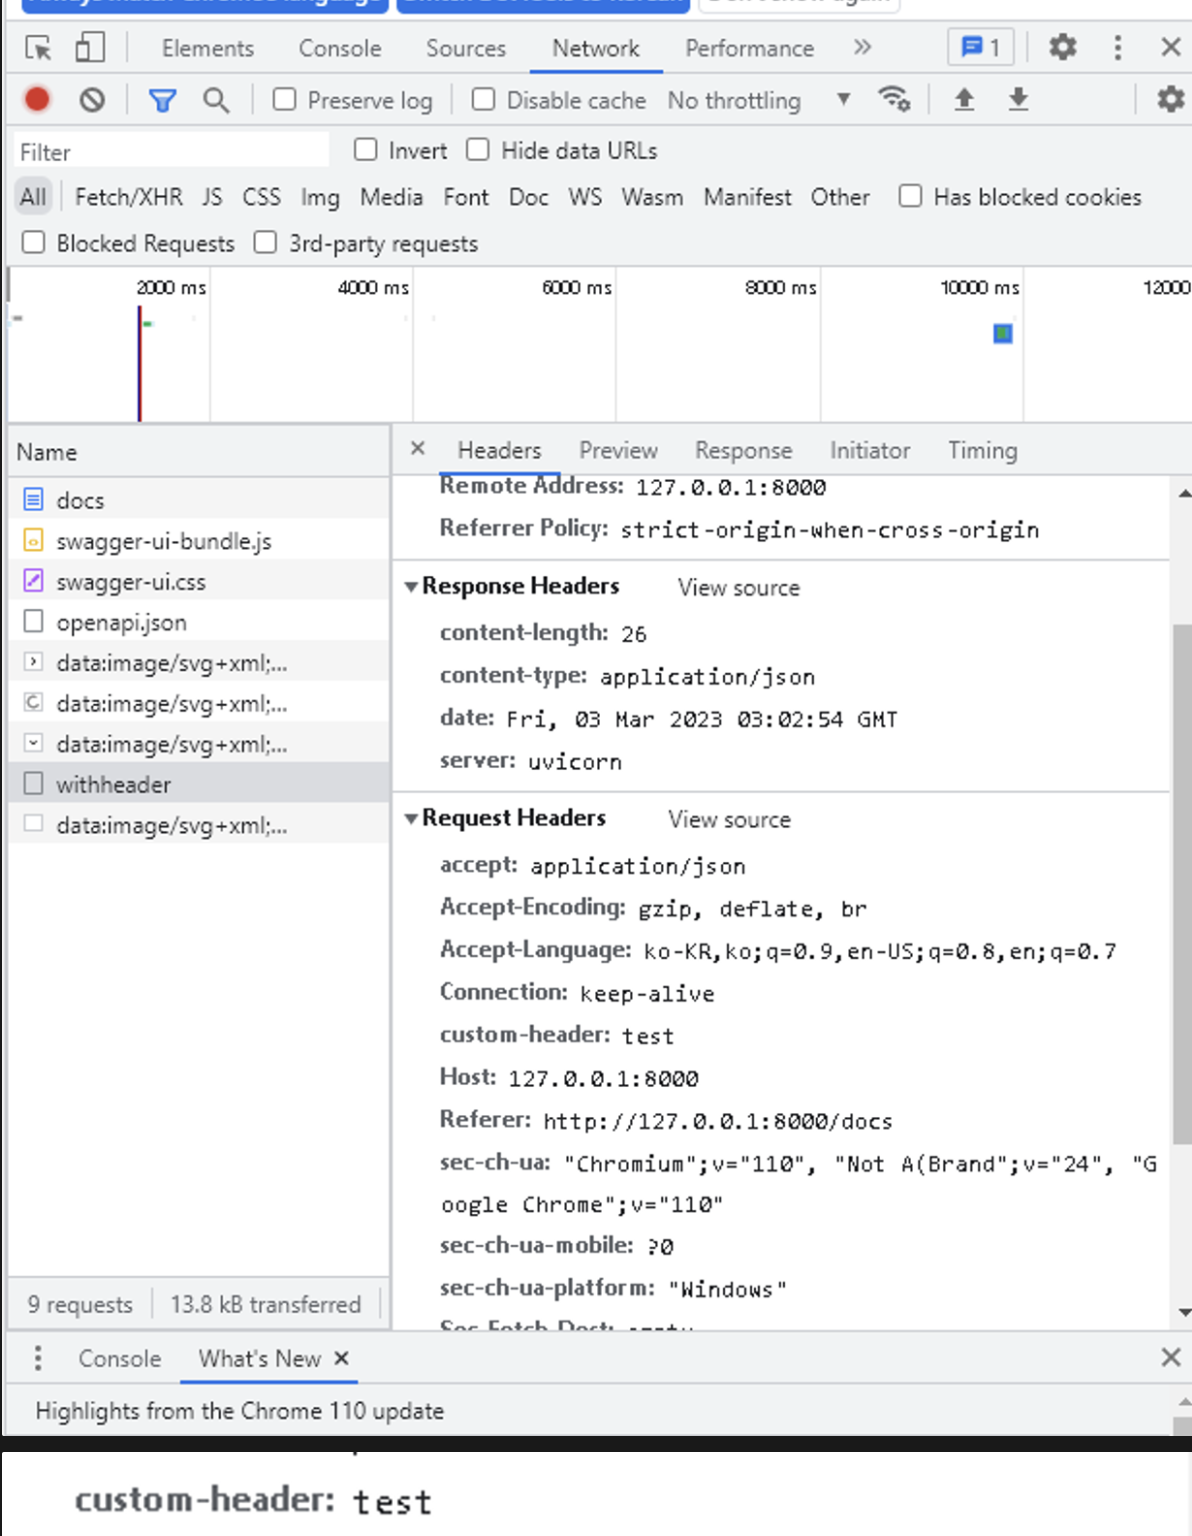 Elements Console Sources Network Performance » 1
Preserve log Disable cache No throttling
Filter Invert Hide data URLs
All Fetch/XHR JS CSS Img Media Font Doc WS Wasm Manifest Other Has blocked cookies
Blocked Requests 3rd-party requests
2000 ms 4000 ms 6000 ms 8000 ms 10000 ms 12000
Name
docs
swagger-ui-bundle.js
swagger-ui.css
openapi.json
data:image/svg+xml;...
data:image/svg+xml;...
data:image/svg+xml;...
withheader
data:image/svg+xml;...
9 requests 13.8 kB transferred
Headers Preview Response Initiator Timing
Remote Address: 127.0.0.1:8000
Referrer Policy: strict-origin-when-cross-origin
Response Headers View source
content-length: 26
content-type: application/json
date: Fri, 03 Mar 2023 03:02:54 GMT
server: uvicorn
Request Headers View source
accept: application/json
Accept-Encoding: gzip, deflate, br
Accept-Language: ko-KR,ko;q=0.9,en-US;q=0.8,en;q=0.7
Connection: keep-alive
custom-header: test
Host: 127.0.0.1:8000
Referer: http://127.0.0.1:8000/docs
sec-ch-ua: "Chromium";v="110", "Not A(Brand";v="24", "G
oogle Chrome";v="110"
sec-ch-ua-mobile: ?0
sec-ch-ua-platform: "Windows"
Console What's New
Highlights from the Chrome 110 update
custom-header: test